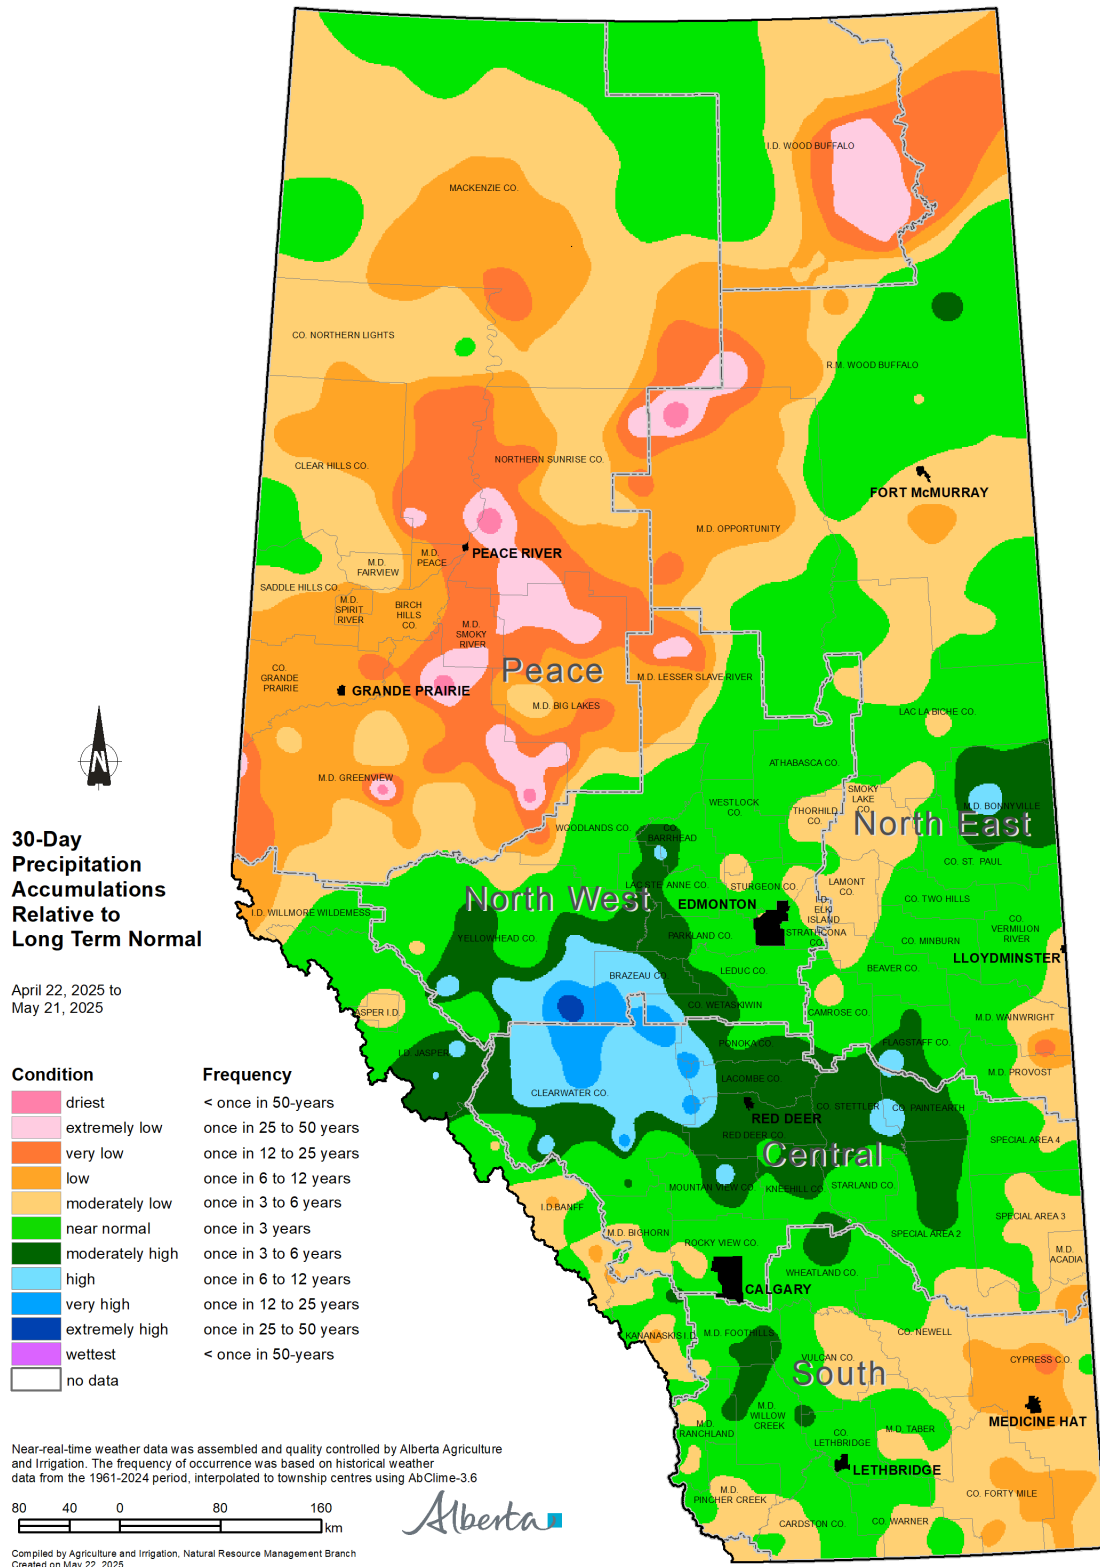 I.D. WOOD BUFFALO
MACKENZIE CO.
CO. NORTHERN LIGHTS
R.M. WOOD BUFFALO
CLEAR HILLS CO.
NORTHERN SUNRISE CO.
FORT McMURRAY
M.D. OPPORTUNITY
PEACE RIVER
M.D.
PEACE
M.D.
FAIRVIEW
SADDLE HILLS CO.
M.D.
SPIRIT
RIVER
BIRCH
HILLS
CO.
M.D.
SMOKY
RIVER
Peace
CO.
GRANDE
PRAIRIE
GRANDE PRAIRIE
M.D. LESSER SLAVE RIVER
M.D. BIG LAKES
LAC LA BICHE CO.
N
ATHABASCA CO.
M.D. GREENVIEW
SMOKY
LAKE
CO.
M.D. BONNYVILLE
WESTLOCK
CO.
THORHILD
CO.
North East
WOODLANDS CO.
CO.
BARRHEAD
CO. ST. PAUL
30-Day
Precipitation
Accumulations
Relative to
Long Term Normal
April 22, 2025 to
May 21, 2025
LAC STE ANNE CO.
STURGEON CO.
LAMONT
CO.
North West
EDMONTON
I.D.
ELK
ISLAND
CO. TWO HILLS
I.D. WILLMORE WILDERNESS
CO.
VERMILION
RIVER
YELLOWHEAD CO.
PARKLAND CO.
STRATHCONA
CO.
CO. MINBURN
LLOYDMINSTER
BRAZEAU CO.
LEDUC CO.
BEAVER CO.
CO. WETASKIWIN
JASPER I.D.
CAMROSE CO.
M.D. WAINWRIGHT
I.D. JASPER
PONOKA CO.
FLAGSTAFF CO.
M.D. PROVOST
LACOMBE CO.
CLEARWATER CO.
RED DEER
CO. STETTLER
CO. PAINTEARTH
RED DEER CO.
SPECIAL AREA 4
Central
MOUNTAIN VIEW CO.
KNEEHILL CO.
STARLAND CO.
I.D BANFF
SPECIAL AREA 3
M.D. BIGHORN
ROCKY VIEW CO.
SPECIAL AREA 2
M.D.
ACADIA
WHEATLAND CO.
CALGARY
KANANASKIS I.D.
M.D. FOOTHILLS
CO. NEWELL
VULCAN CO.
CYPRESS C.O.
South
M.D.
WILLOW
CREEK
MEDICINE HAT
M.D.
RANCHLAND
CO.
LETHBRIDGE
M.D. TABER
LETHBRIDGE
M.D.
PINCHER CREEK
CO. FORTY MILE
CARDSTON CO.
CO. WARNER
Condition Frequency
driest < once in 50-years
extremely low once in 25 to 50 years
very low once in 12 to 25 years
low once in 6 to 12 years
moderately low once in 3 to 6 years
near normal once in 3 years
moderately high once in 3 to 6 years
high once in 6 to 12 years
very high once in 12 to 25 years
extremely high once in 25 to 50 years
wettest < once in 50-years
no data
Near-real-time weather data was assembled and quality controlled by Alberta Agriculture
and Irrigation. The frequency of occurrence was based on historical weather
data from the 1961-2024 period, interpolated to township centres using AbClime-3.6
80 40 0 80 160
km
Alberta
Compiled by Agriculture and Irrigation, Natural Resource Management Branch
Created on May 22, 2025